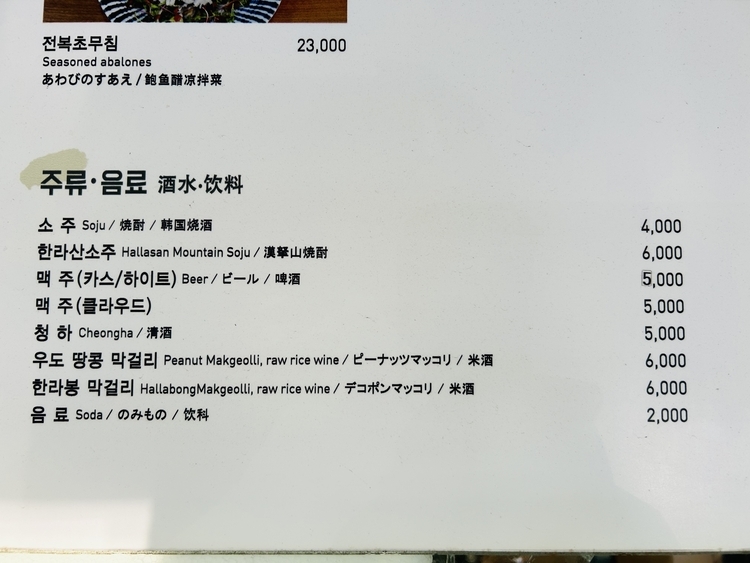 전복초무침 23,000
Seasoned abalones
あわびのすあえ / 鲍鱼醋凉拌菜
주류·음료 酒水·饮料
소 주 Soju / 焼酎 / 韩国烧酒 4,000
한라산소주 Hallasan Mountain Soju / 漢拏山焼酎 6,000
맥 주(카스/하이트) Beer / ビール / 啤酒 5,000
맥 주(클라우드) 5,000
청 하 Cheongha / 清酒 5,000
우도 땅콩 막걸리 Peanut Makgeolli, raw rice wine / ピーナッツマッコリ / 米酒 6,000
한라봉 막걸리 HallabongMakgeolli, raw rice wine / デコポンマッコリ / 米酒 6,000
음 료 Soda / のみもの / 饮料 2,000